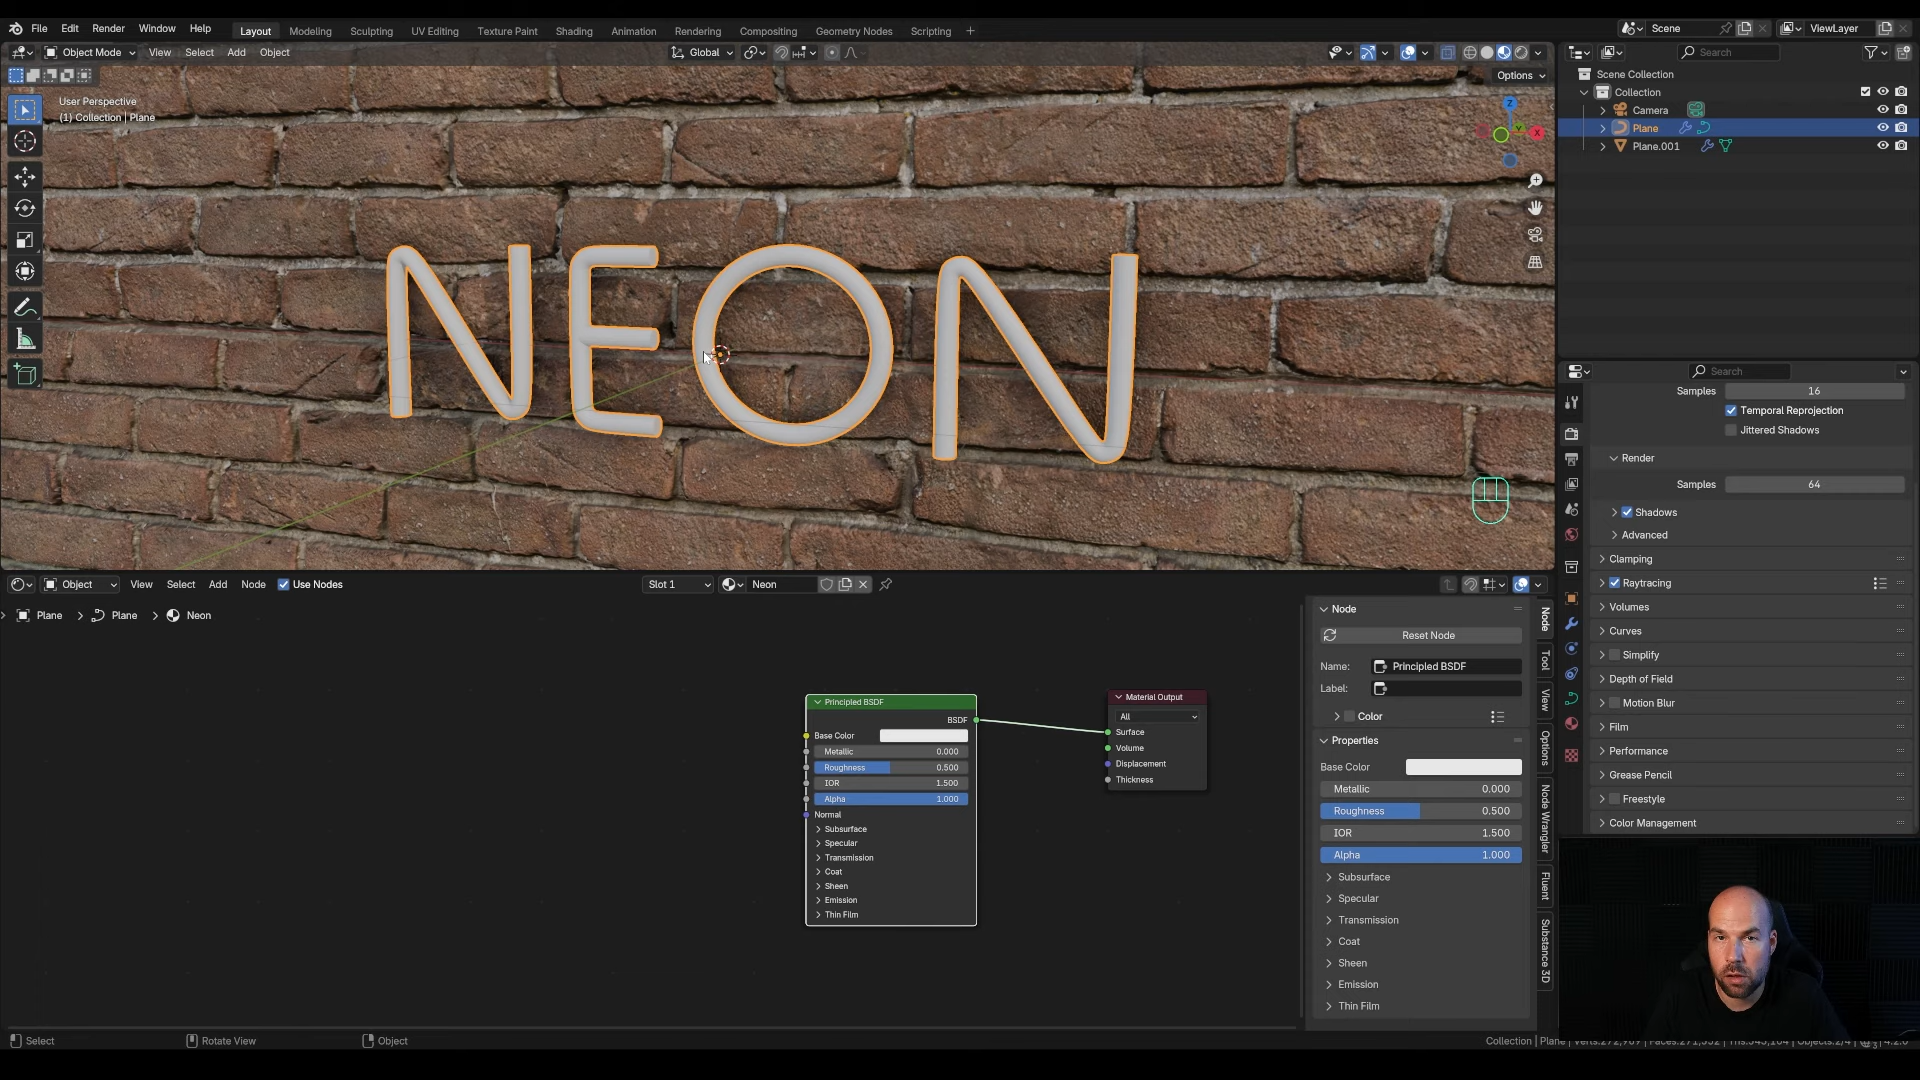 File Edit Render Window Help Layout Modeling Sculpting UV Editing Texture Paint Shading Animation Rendering Compositing Geometry Nodes Scripting + Scene ViewLayer
Object Mode View Select Add Object Global Search
Options
Scene Collection
Collection
User Perspective
(1) Collection | Plane
Z
Y
X
Camera
Plane
Plane.001
NEON
Search
Samples 16
Temporal Reprojection
Jittered Shadows
Render
Samples 64
Shadows
Advanced
Clamping
Raytracing
Volumes
Curves
Simplify
Depth of Field
Motion Blur
Film
Performance
Grease Pencil
Freestyle
Color Management
Object View Select Add Node Use Nodes Slot 1 Neon
Plane > Plane > Neon
Principled BSDF
BSDF
Base Color
Metallic 0.000
Roughness 0.500
IOR 1.500
Alpha 1.000
Normal
Subsurface
Specular
Transmission
Coat
Sheen
Emission
Thin Film
Material Output
All
Surface
Volume
Displacement
Thickness
Node
Reset Node
Name: Principled BSDF
Label:
Color
Properties
Base Color
Metallic 0.000
Roughness 0.500
IOR 1.500
Alpha 1.000
Subsurface
Specular
Transmission
Coat
Sheen
Emission
Thin Film
Node
Tool
View
Options
Node Wrangler
Fluent
Substance 3D
Select Rotate View Object
Collection | Plane